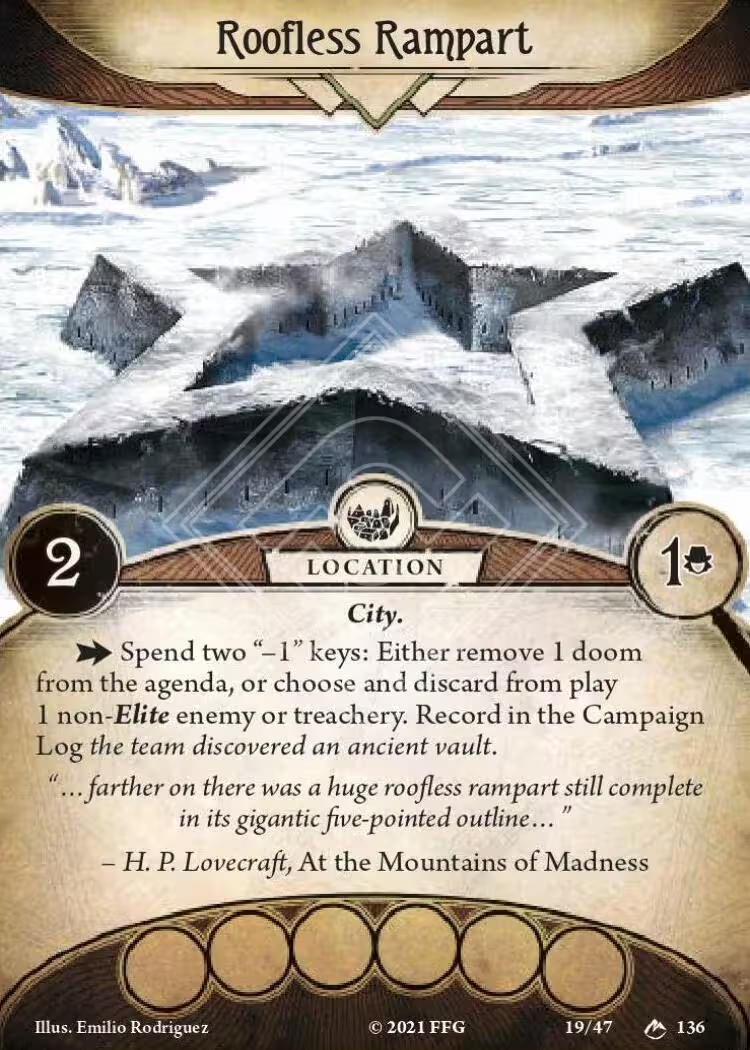 Roofless Rampart
2
1
LOCATION
City.
Spend two “–1” keys: Either remove 1 doom
from the agenda, or choose and discard from play
1 non-Elite enemy or treachery. Record in the Campaign
Log the team discovered an ancient vault.
“…farther on there was a huge roofless rampart still complete
in its gigantic five-pointed outline…”
– H. P. Lovecraft, At the Mountains of Madness
Illus. Emilio Rodriguez © 2021 FFG 19/47 136